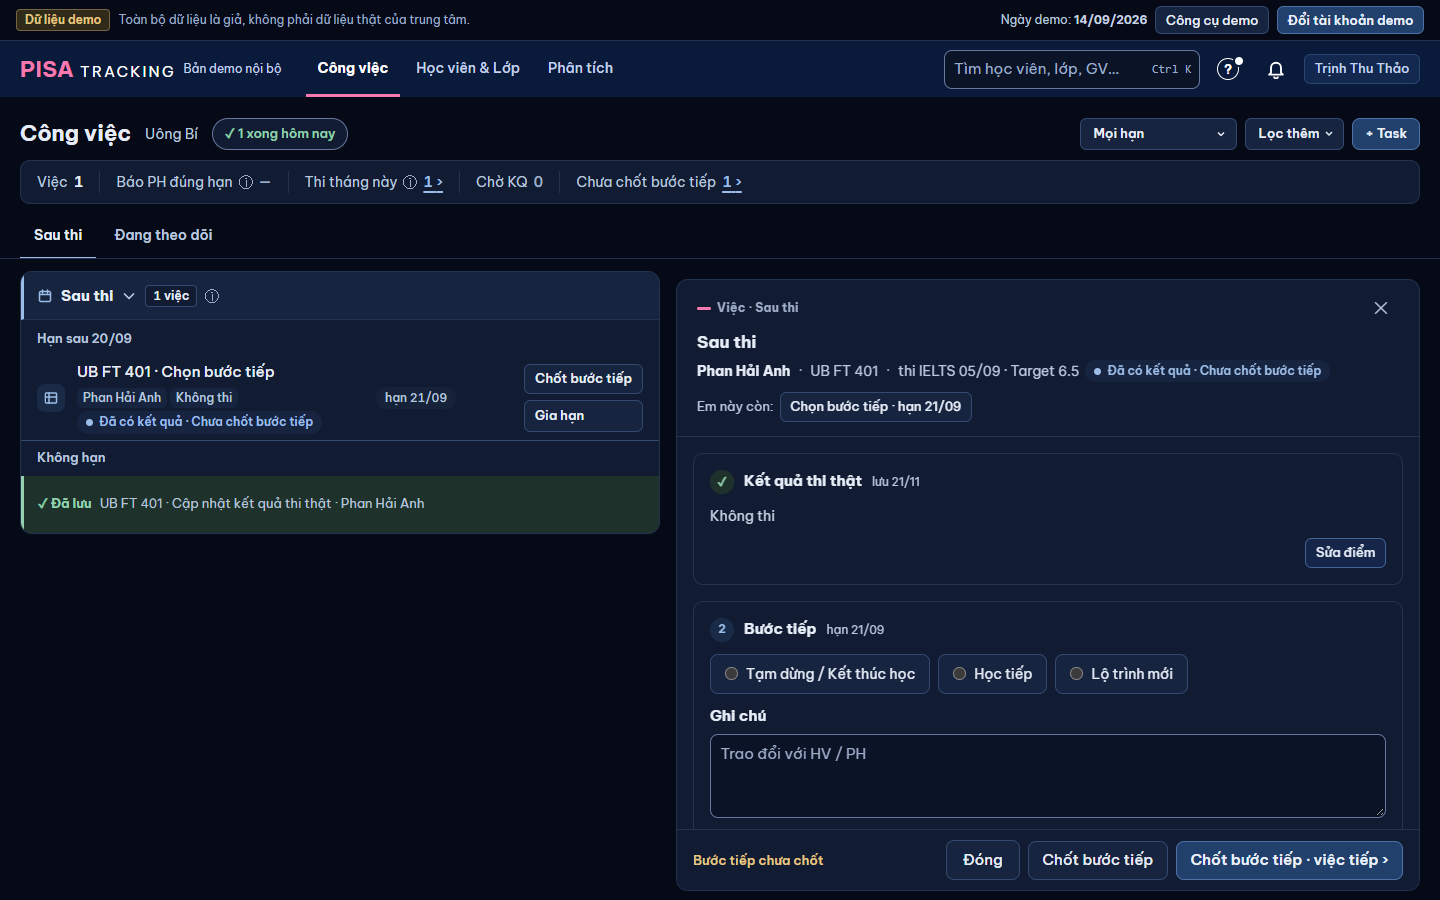 Dữ liệu demo Toàn bộ dữ liệu là giả, không phải dữ liệu thật của trung tâm. Ngày demo: 14/09/2026 Công cụ demo Đổi tài khoản demo
PISA TRACKING Bản demo nội bộ Công việc Học viên & Lớp Phân tích Tìm học viên, lớp, GV... Ctrl K ? Trịnh Thu Thảo
Công việc Uông Bí ✓ 1 xong hôm nay Mọi hạn Lọc thêm + Task
Việc 1 Báo PH đúng hạn ⓘ — Thi tháng này ⓘ 1 › Chờ KQ 0 Chưa chốt bước tiếp 1 ›
Sau thi Đang theo dõi
Sau thi 1 việc ⓘ
Hạn sau 20/09
UB FT 401 · Chọn bước tiếp
Phan Hải Anh Không thi
Đã có kết quả · Chưa chốt bước tiếp
hạn 21/09
Chốt bước tiếp
Gia hạn
Không hạn
✓ Đã lưu UB FT 401 · Cập nhật kết quả thi thật · Phan Hải Anh
Việc · Sau thi
Sau thi
Phan Hải Anh · UB FT 401 · thi IELTS 05/09 · Target 6.5 Đã có kết quả · Chưa chốt bước tiếp
Em này còn: Chọn bước tiếp · hạn 21/09
✓ Kết quả thi thật lưu 21/11
Không thi
Sửa điểm
2 Bước tiếp hạn 21/09
Tạm dừng / Kết thúc học Học tiếp Lộ trình mới
Ghi chú
Trao đổi với HV / PH
Bước tiếp chưa chốt Đóng Chốt bước tiếp Chốt bước tiếp · việc tiếp ›